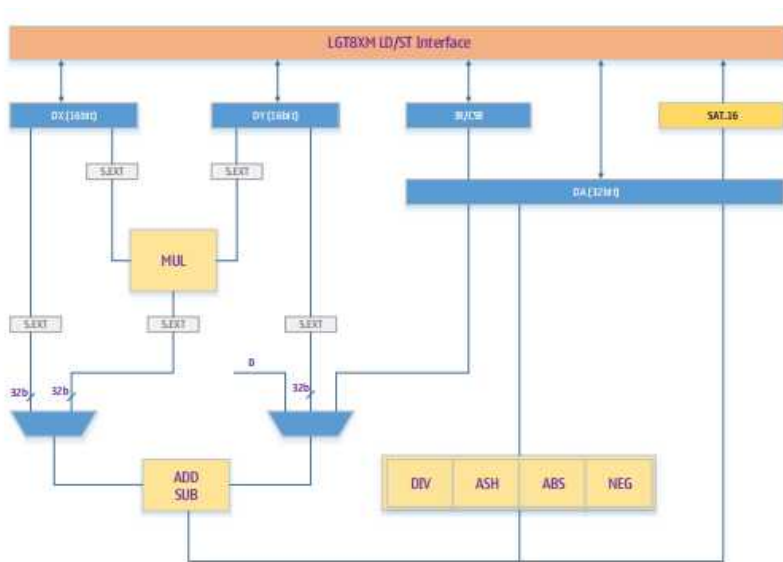 LGT8XM LD/ST Interface
DX (16bit)
DY (16bit)
SAT.16
S.EXT
S.EXT
DA (32bit)
MUL
S.EXT
S.EXT
S.EXT
0
32b
32b
32b
ADD
SUB
DIV
ASH
ABS
NEG